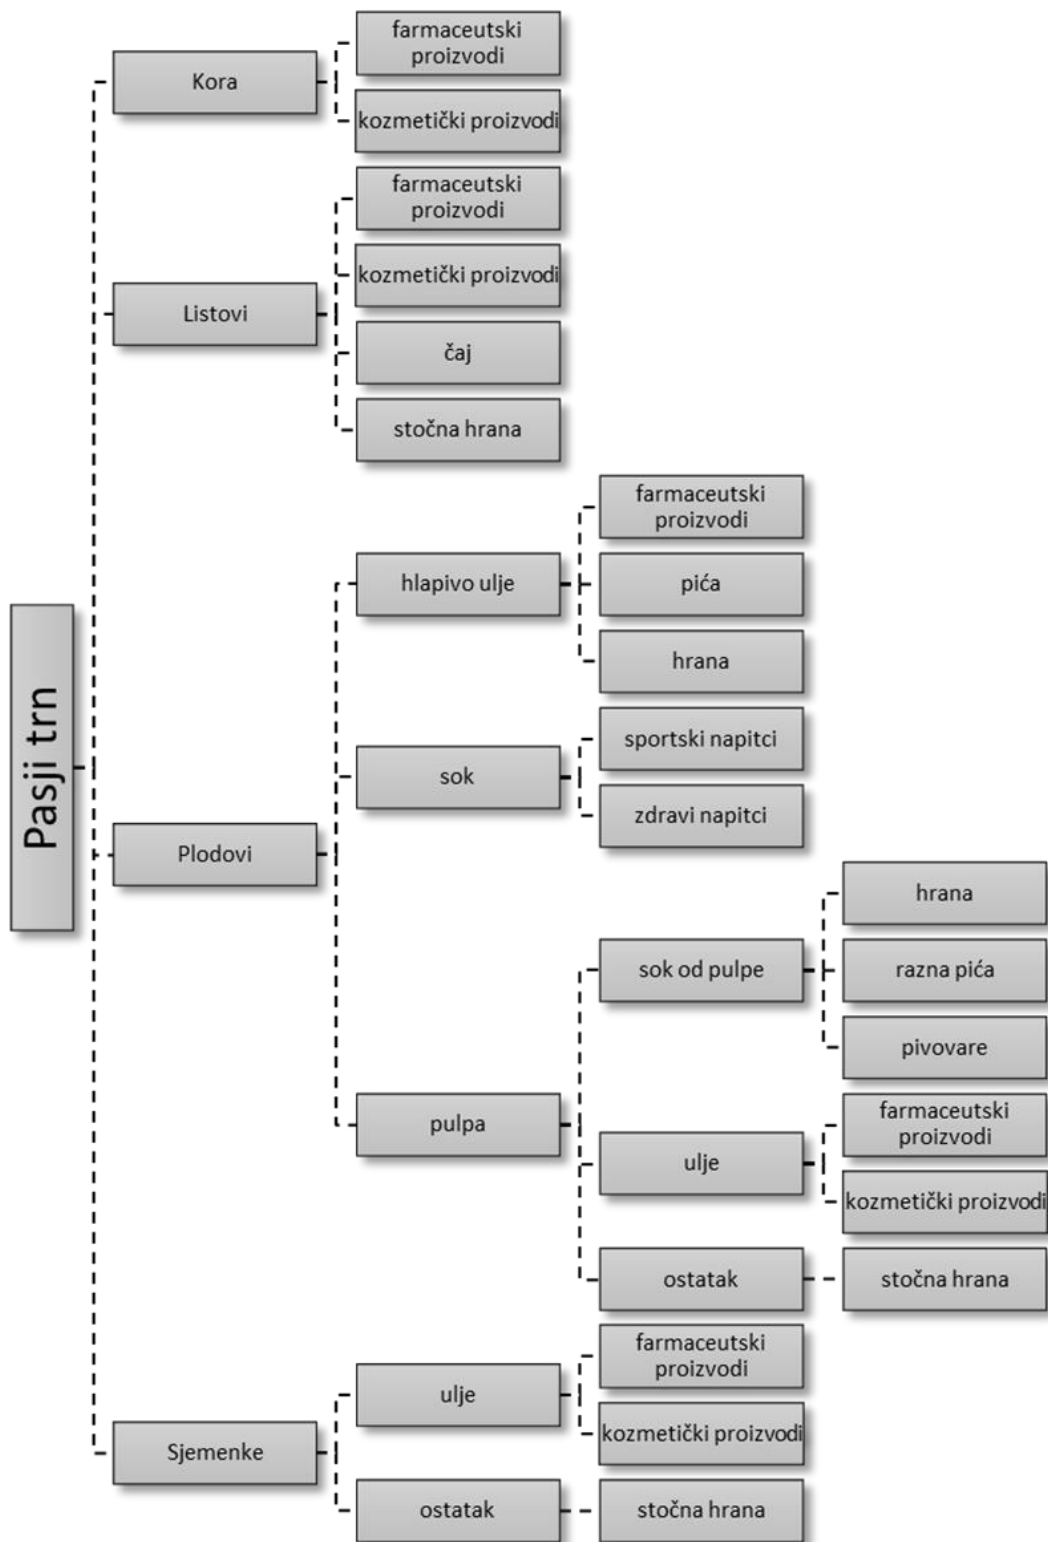 Pasji trn
Kora
farmaceutski
proizvodi
kozmetički proizvodi
Listovi
farmaceutski
proizvodi
kozmetički proizvodi
čaj
stočna hrana
Plodovi
hlapivo ulje
farmaceutski
proizvodi
pića
hrana
sok
sportski napitci
zdravi napitci
pulpa
sok od pulpe
hrana
razna pića
pivovare
ulje
farmaceutski
proizvodi
kozmetički proizvodi
ostatak
stočna hrana
Sjemenke
ulje
farmaceutski
proizvodi
kozmetički proizvodi
ostatak
stočna hrana